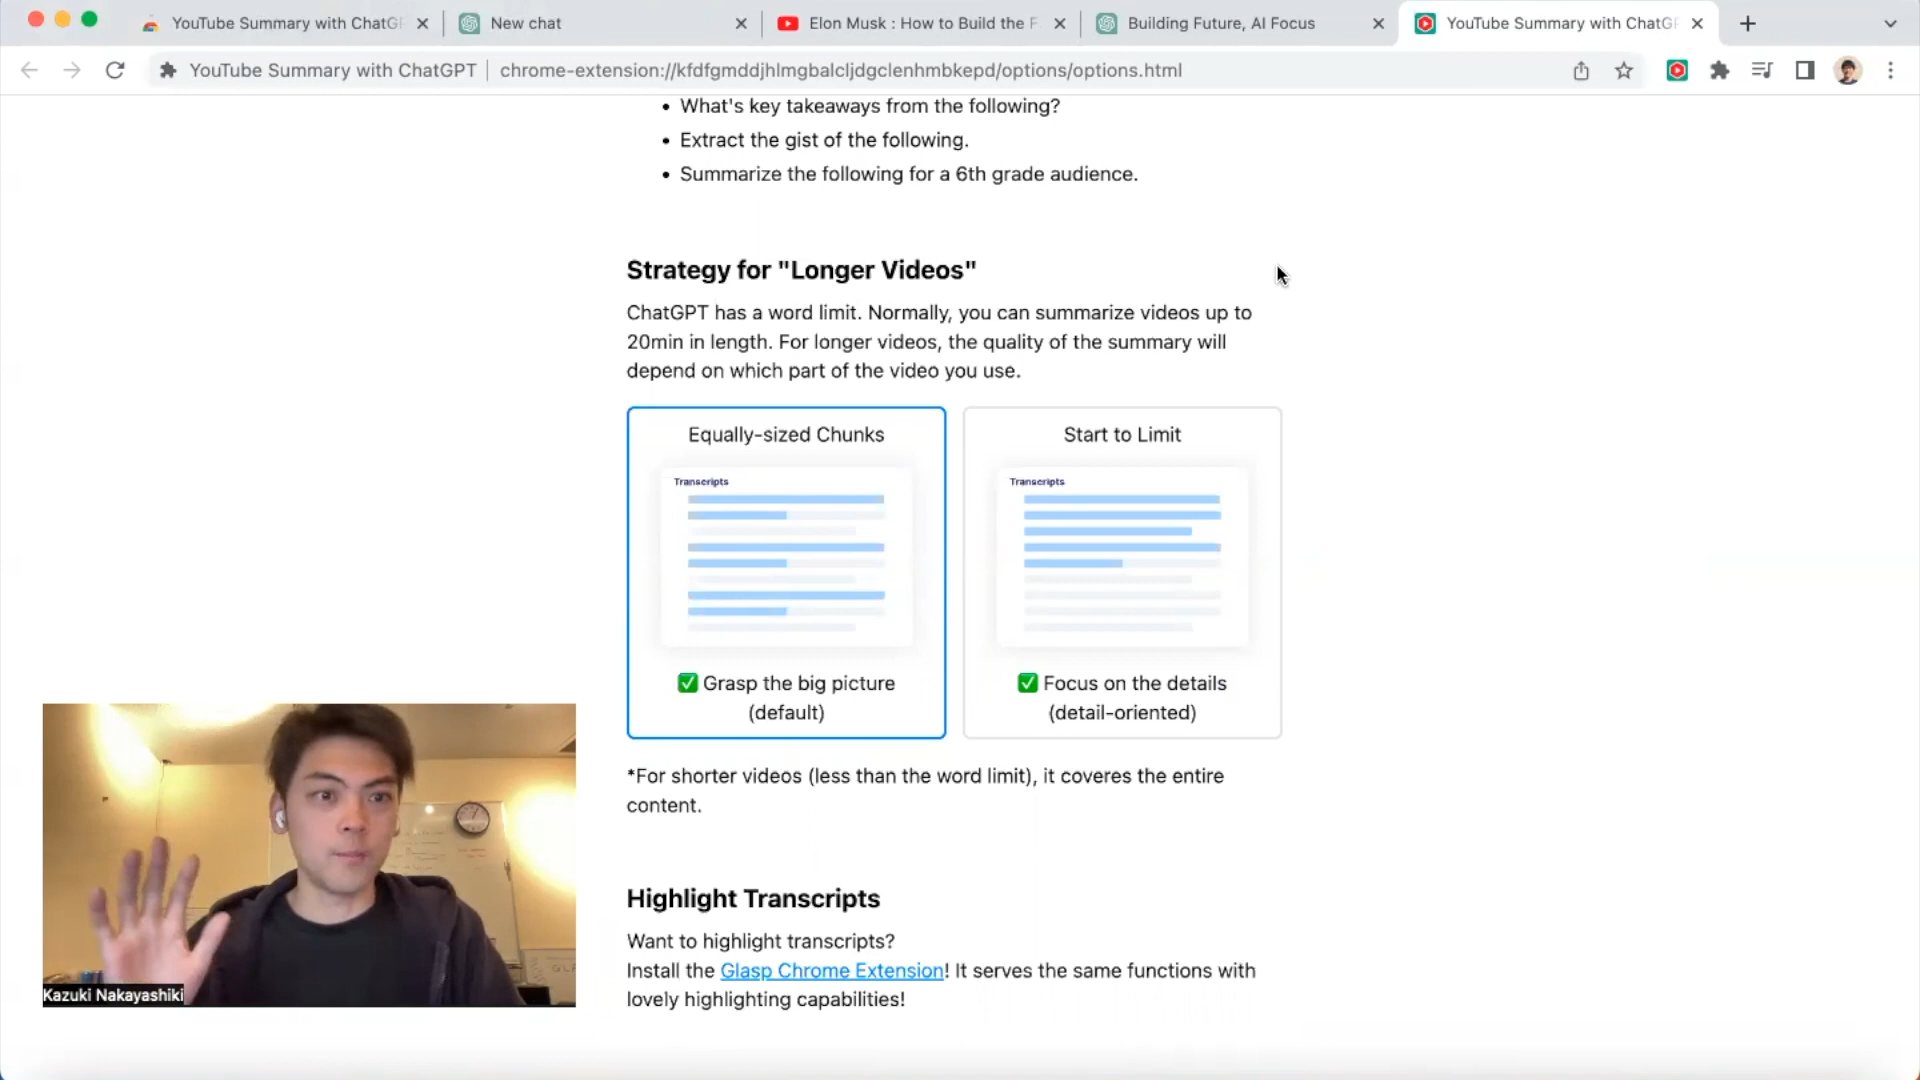 YouTube Summary with ChatG
New chat
Elon Musk : How to Build the F
Building Future, AI Focus
YouTube Summary with ChatG
YouTube Summary with ChatGPT
chrome-extension://kfdfgmddjhlmgbalcljdgclenhmbkepd/options/options.html
• What's key takeaways from the following?
• Extract the gist of the following.
• Summarize the following for a 6th grade audience.
Strategy for "Longer Videos"
ChatGPT has a word limit. Normally, you can summarize videos up to
20min in length. For longer videos, the quality of the summary will
depend on which part of the video you use.
Equally-sized Chunks
Transcripts
Grasp the big picture
(default)
Start to Limit
Transcripts
Focus on the details
(detail-oriented)
*For shorter videos (less than the word limit), it coveres the entire
content.
Highlight Transcripts
Want to highlight transcripts?
Install the Glasp Chrome Extension! It serves the same functions with
lovely highlighting capabilities!
Kazuki Nakayashiki